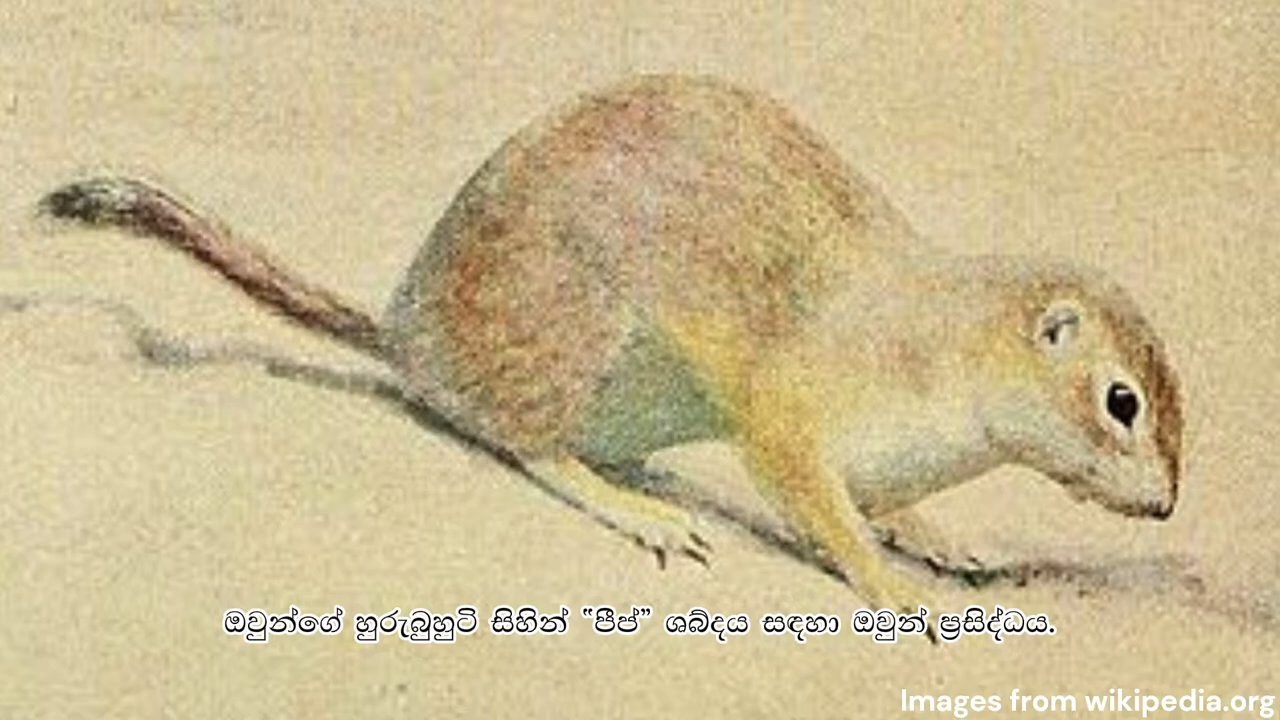 ඔවුන්ගේ හුරුබුහුටි සිහින් “පීප්” ශබ්දය සඳහා ඔවුන් ප්‍රසිද්ධය.
Images from wikipedia.org